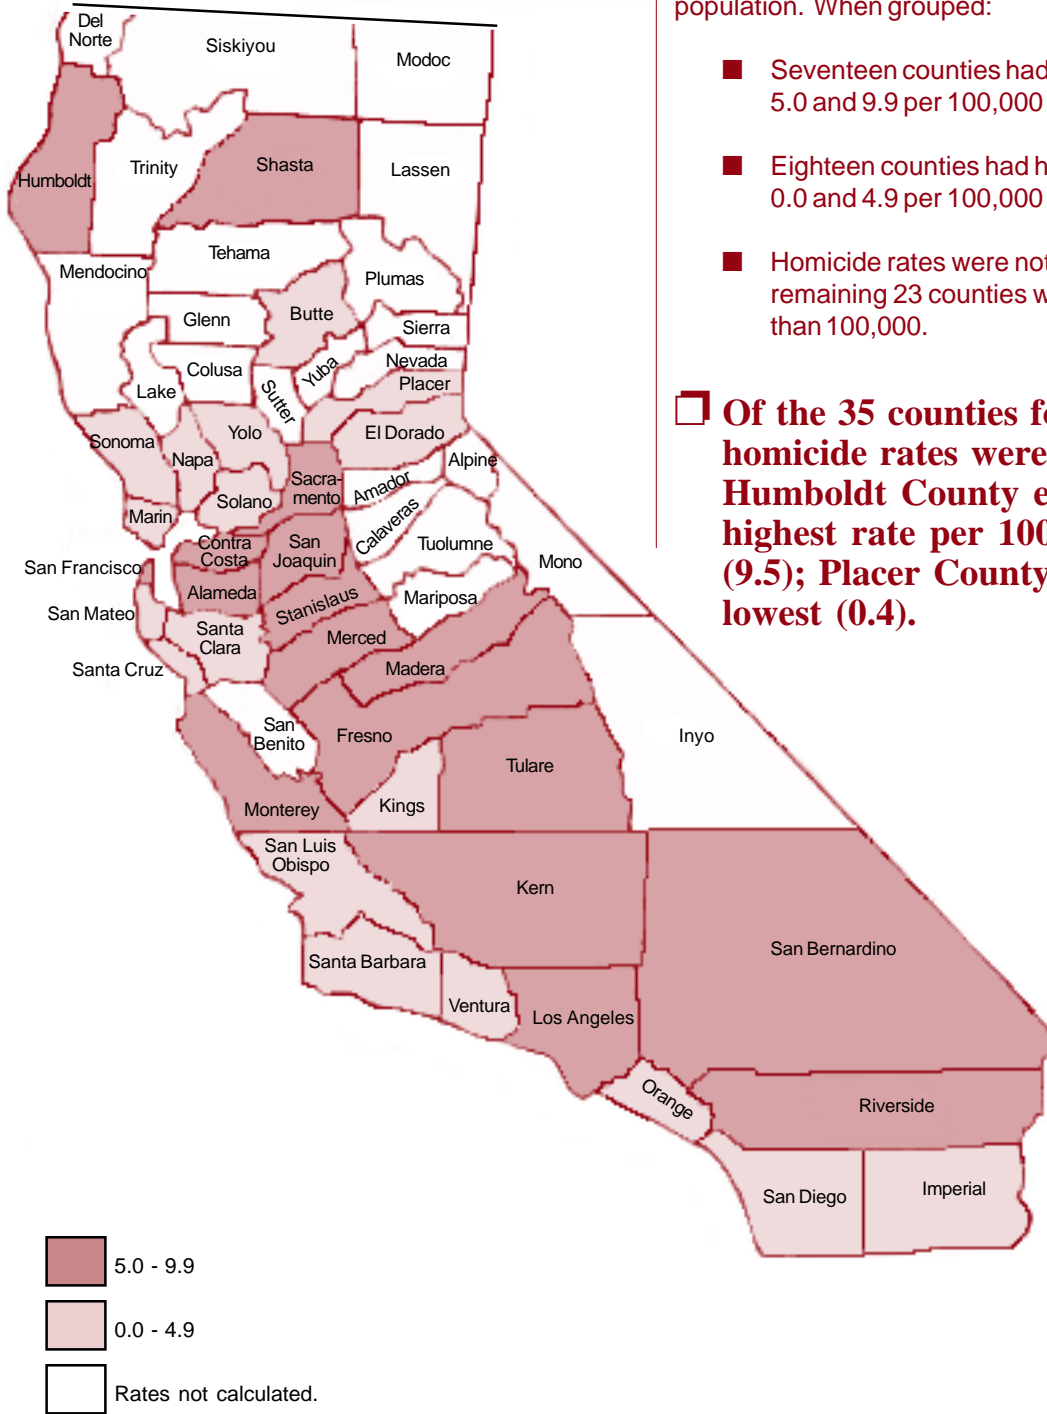 population. When grouped:
■ Seventeen counties had
5.0 and 9.9 per 100,000
■ Eighteen counties had h
0.0 and 4.9 per 100,000
■ Homicide rates were not
remaining 23 counties w
than 100,000.
❒ Of the 35 counties fo
homicide rates were
Humboldt County e
highest rate per 100
(9.5); Placer County
lowest (0.4).
Del
Norte
Siskiyou
Modoc
Humboldt
Trinity
Shasta
Lassen
Mendocino
Tehama
Plumas
Glenn
Butte
Sierra
Colusa
Lake
Sutter
Yuba
Nevada
Placer
Sonoma
Napa
Yolo
El Dorado
Sacra-
mento
Amador
Alpine
Solano
Marin
Calaveras
Contra
Costa
San
Joaquin
Tuolumne
Mono
San Francisco
Alameda
Stanislaus
Mariposa
San Mateo
Santa
Clara
Merced
Santa Cruz
Madera
San
Benito
Fresno
Inyo
Tulare
Monterey
Kings
San Luis
Obispo
Kern
San Bernardino
Santa Barbara
Ventura
Los Angeles
Orange
Riverside
San Diego
Imperial
5.0 - 9.9
0.0 - 4.9
Rates not calculated.